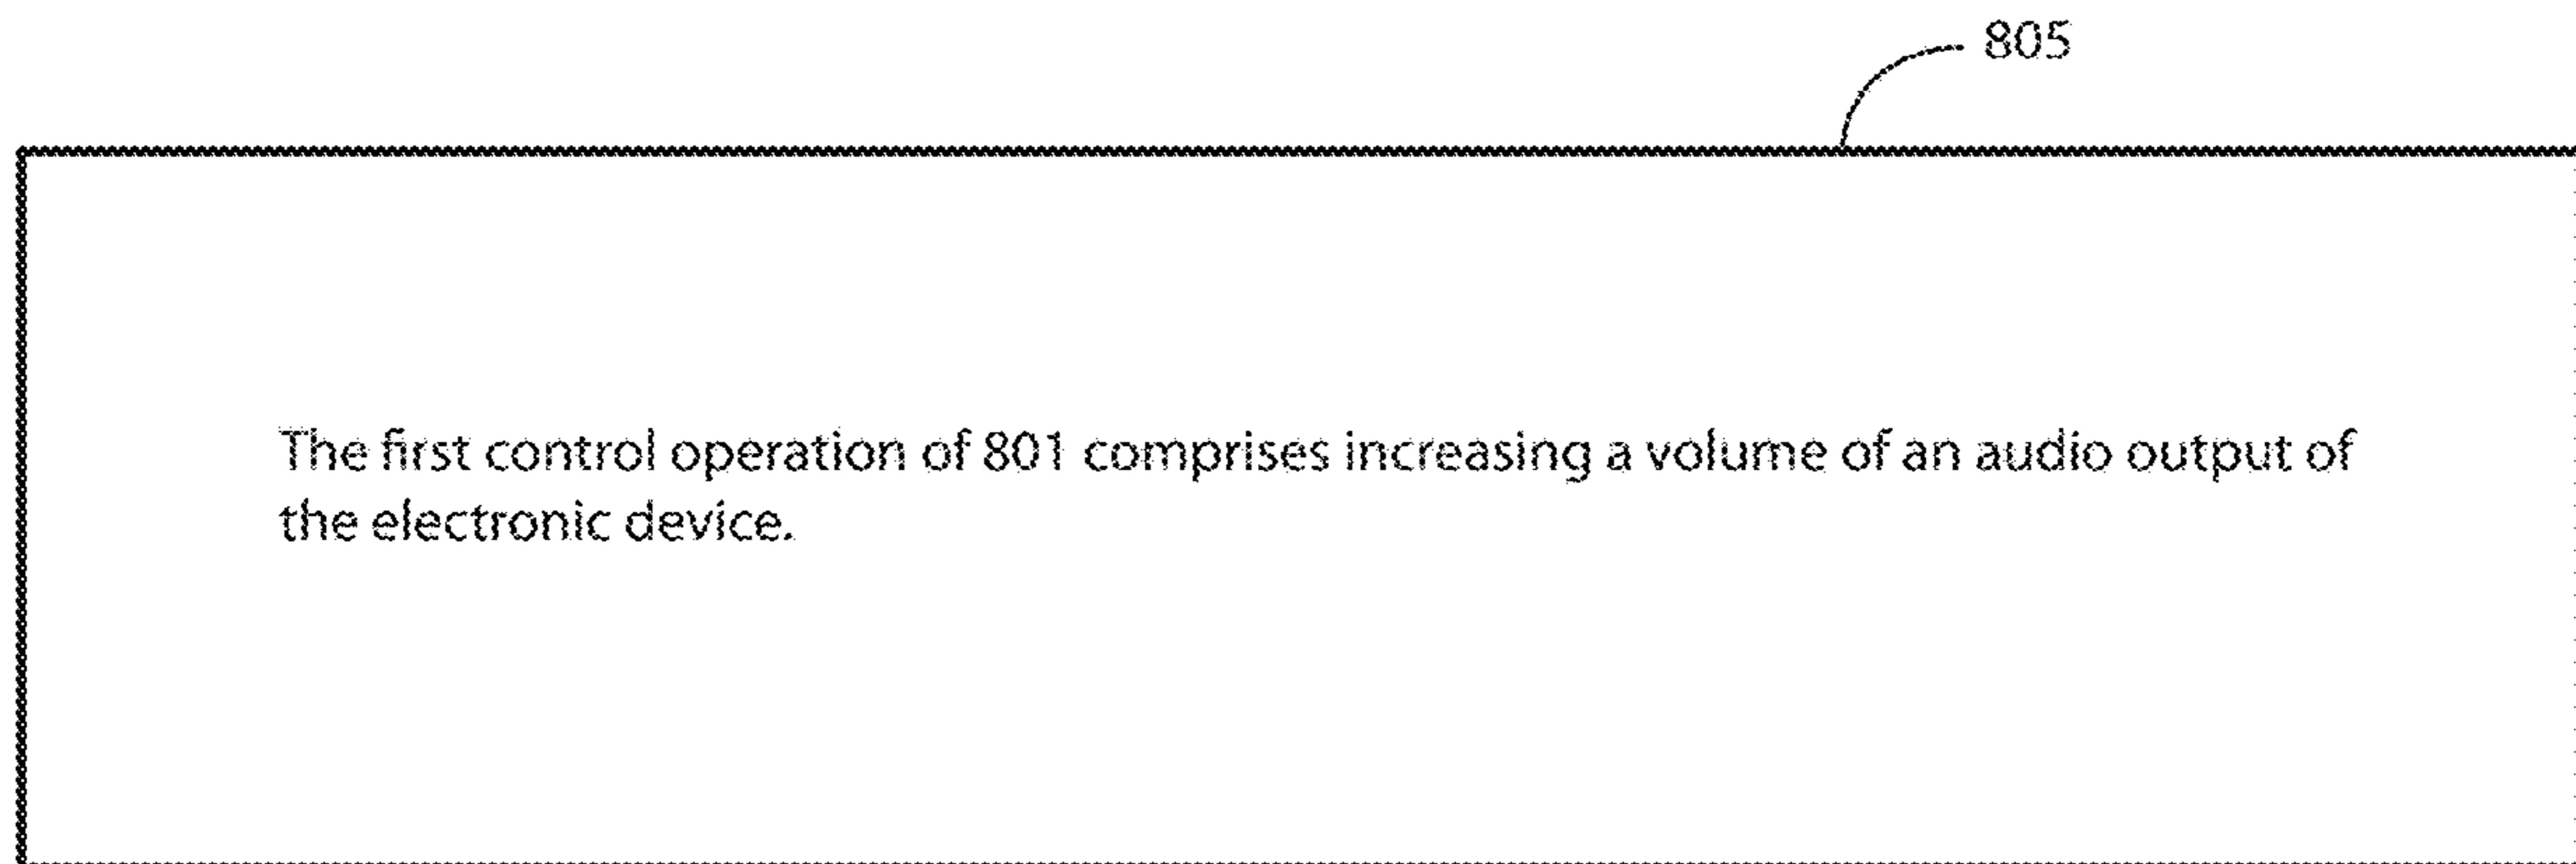 805
The first control operation of 801 comprises increasing a volume of an audio output of
the electronic device.